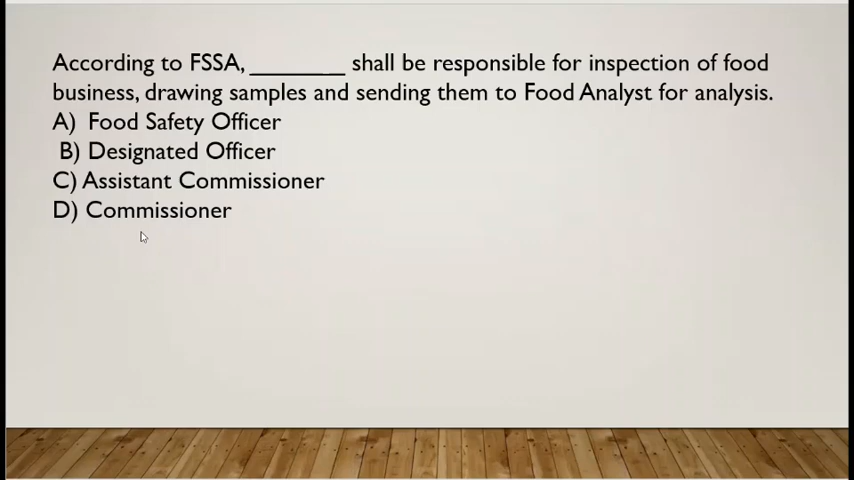 According to FSSA, ________ shall be responsible for inspection of food
business, drawing samples and sending them to Food Analyst for analysis.
A) Food Safety Officer
B) Designated Officer
C) Assistant Commissioner
D) Commissioner